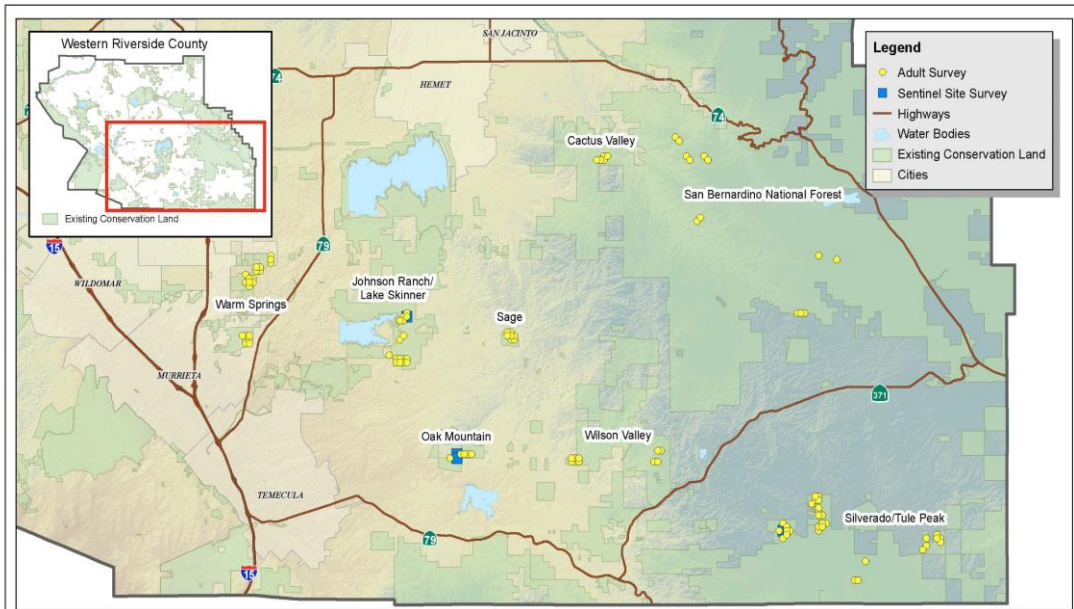 Western Riverside County
Existing Conservation Land
SAN JACINTO
HEMET
74
74
Legend
Adult Survey
Sentinel Site Survey
Highways
Water Bodies
Existing Conservation Land
Cities
Cactus Valley
San Bernardino National Forest
15
79
WILDOMAR
Warm Springs
Johnson Ranch/
Lake Skinner
Sage
MURRIETA
371
Oak Mountain
Wilson Valley
TEMECULA
79
Silverado/Tule Peak
15